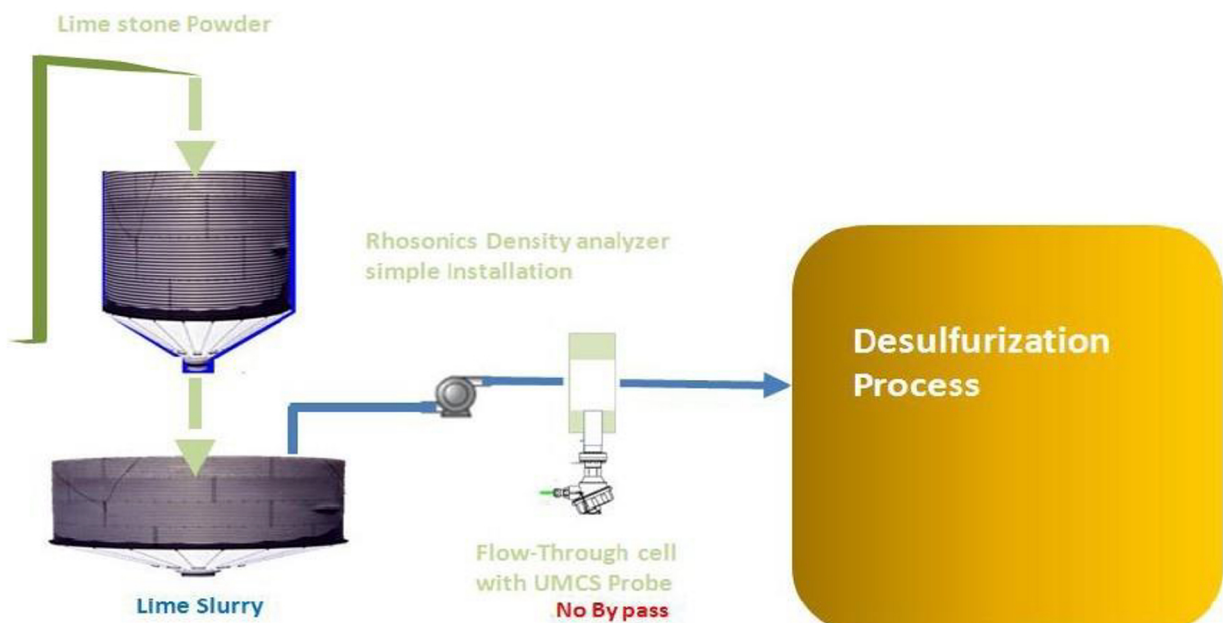 Lime stone Powder
Rhosonics Density analyzer
simple Installation
Desulfurization
Process
Flow-Through cell
with UMCS Probe
No By pass
Lime Slurry